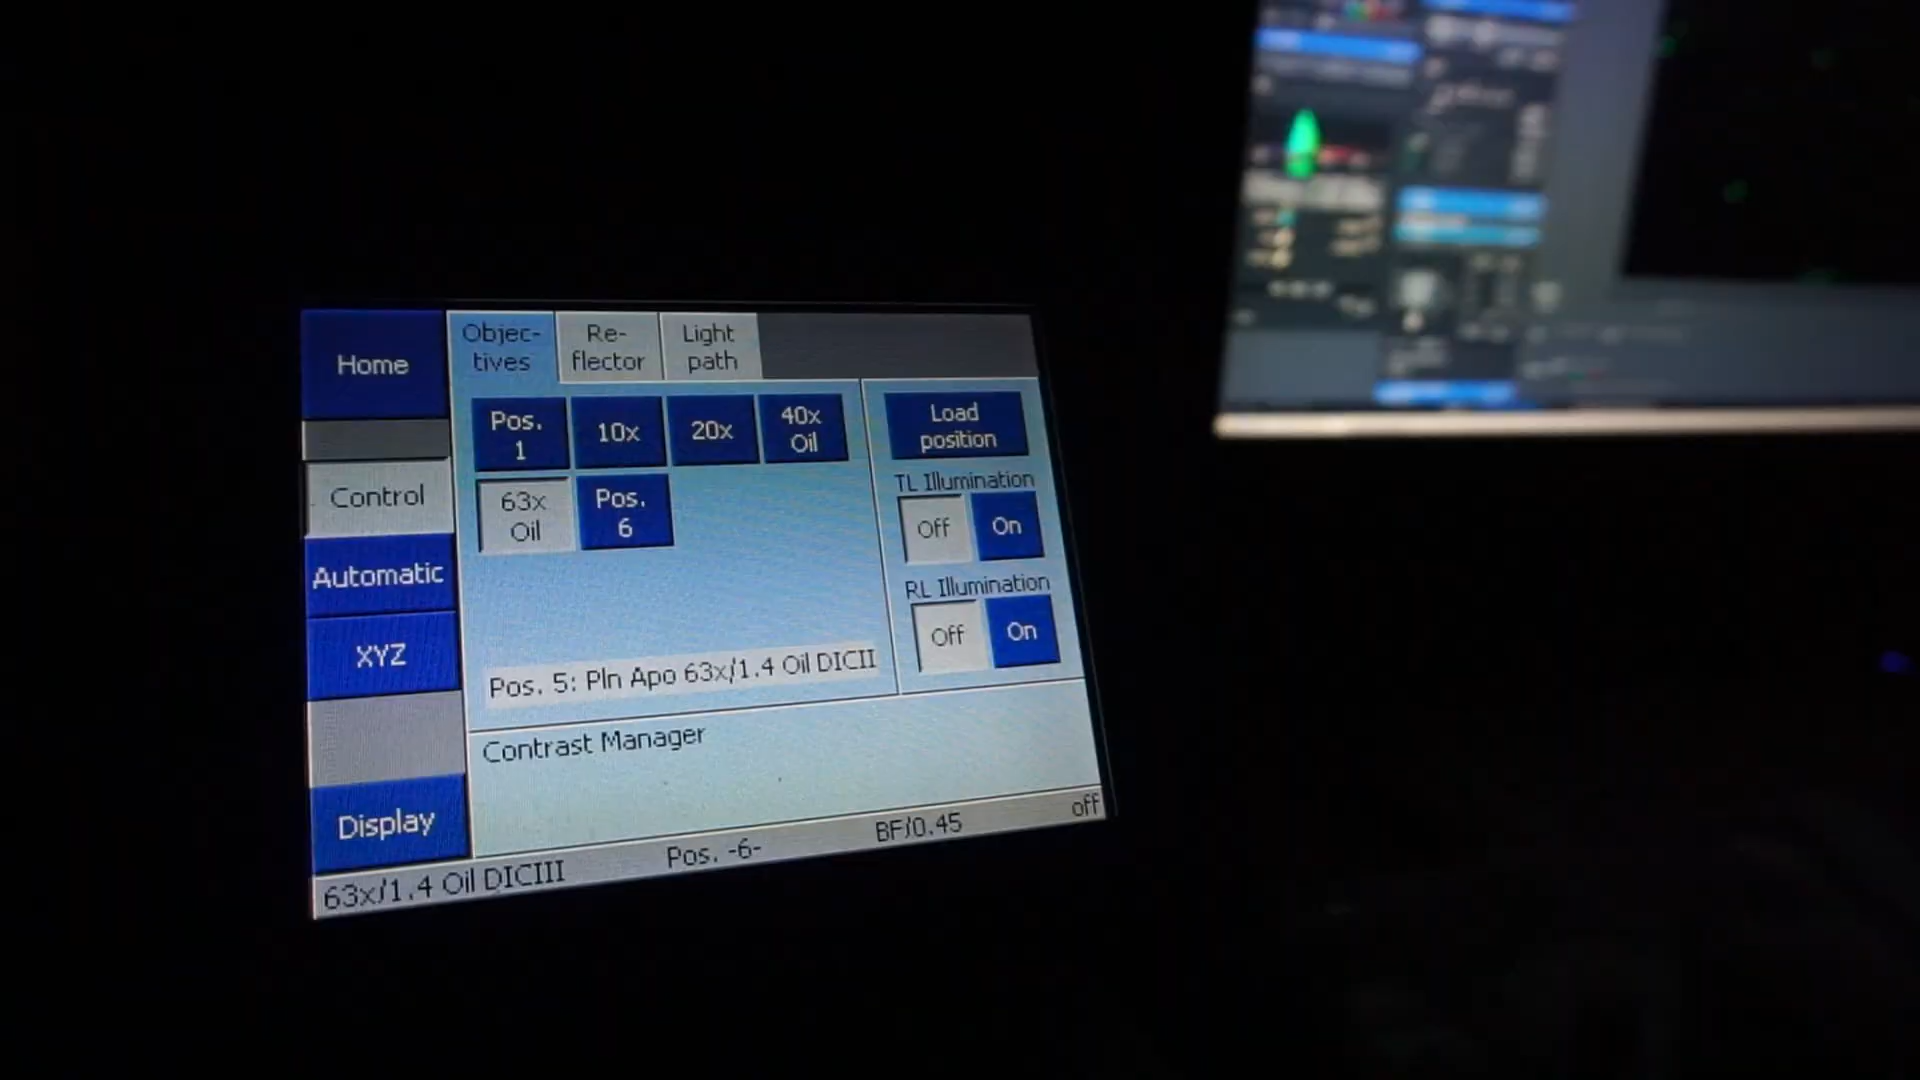 Home
Control
Automatic
XYZ
Display
Objec-
tives
Re-
flector
Light
path
Pos.
1
10x
20x
40x
Oil
63x
Oil
Pos.
6
Pos. 5: Pln Apo 63x/1.4 Oil DICII
Load
position
TL Illumination
Off
On
RL Illumination
Off
On
Contrast Manager
63x/1.4 Oil DICIII
Pos. -6-
BF/0.45
off